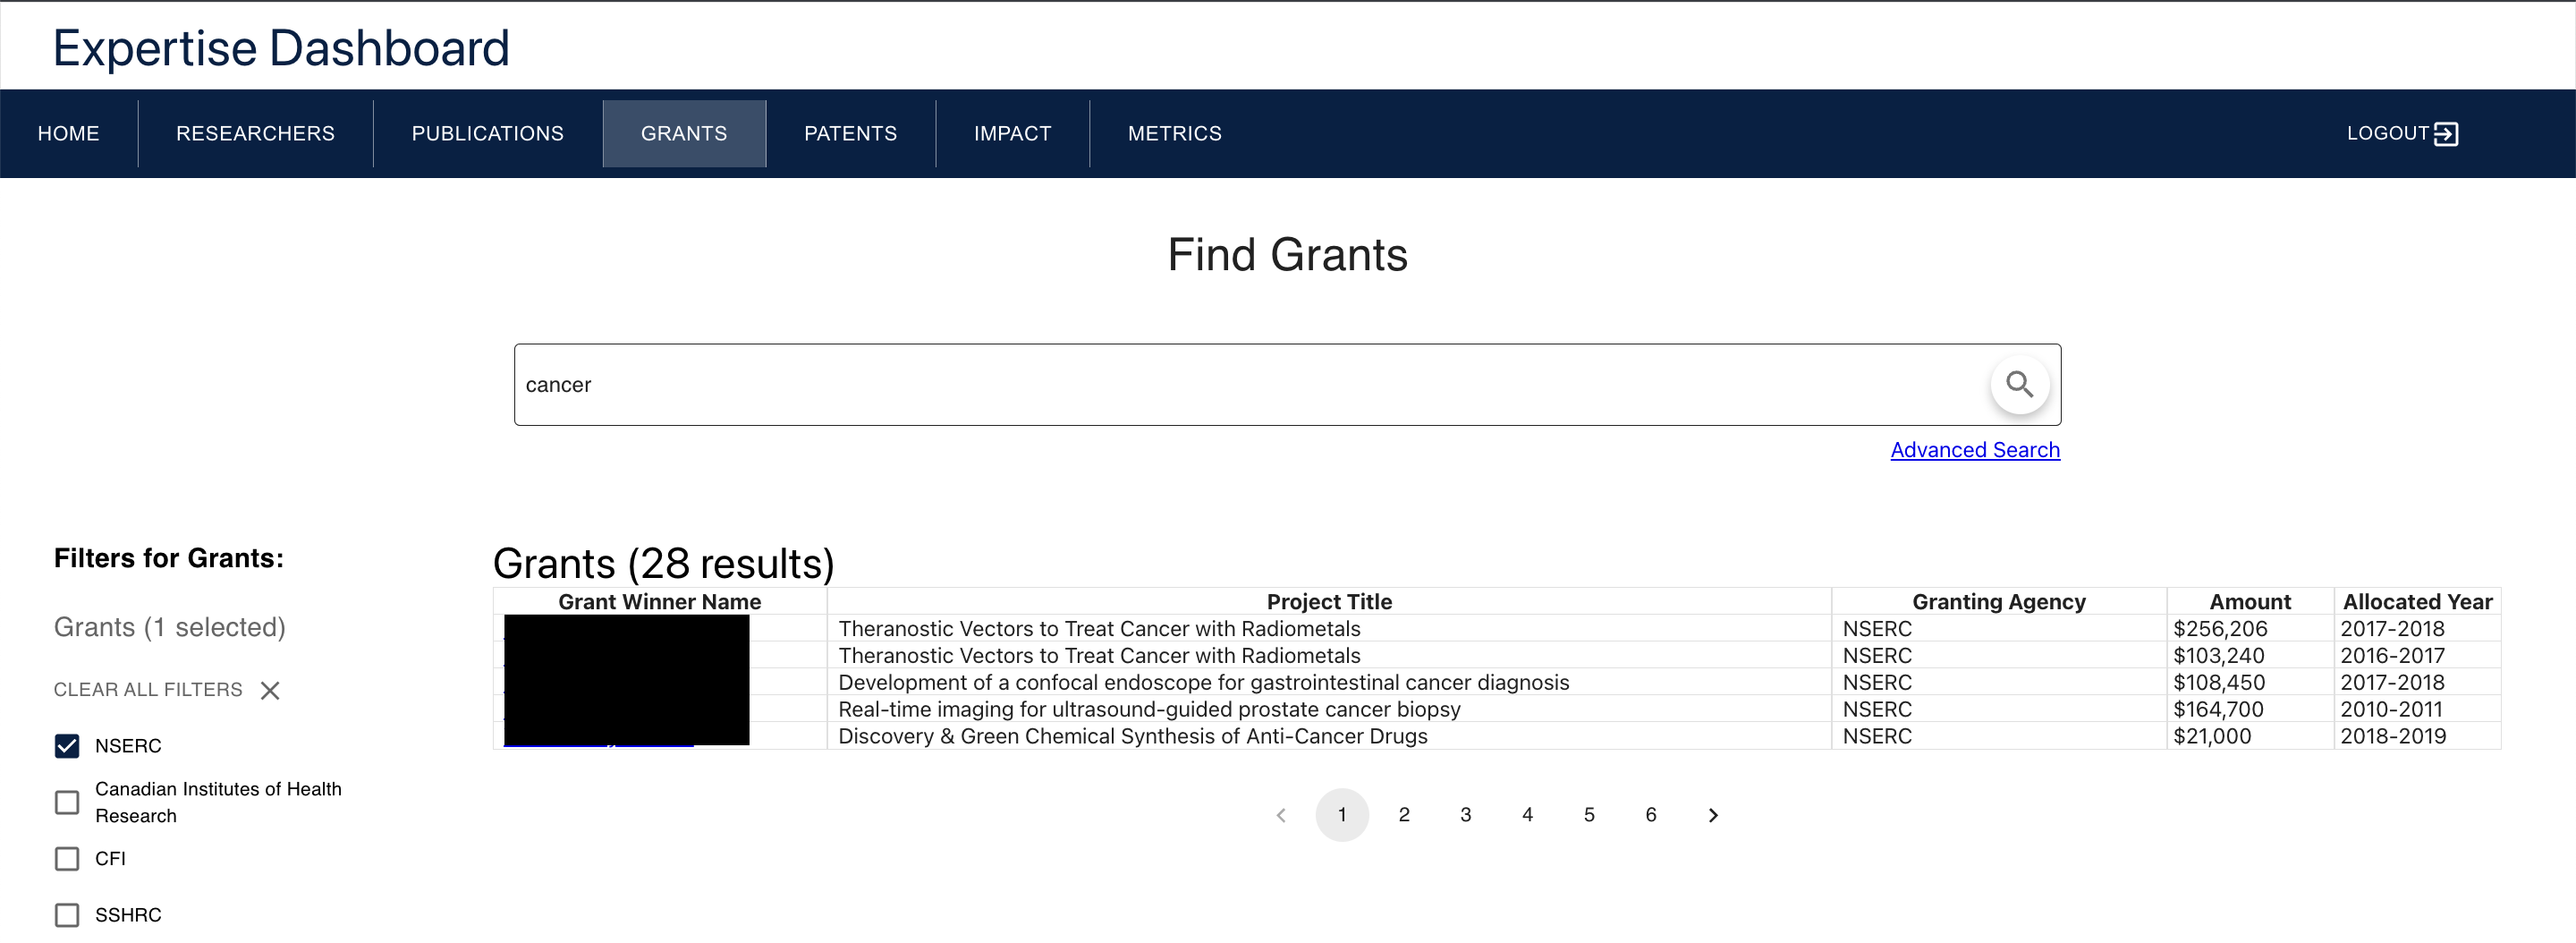 Expertise Dashboard
HOME RESEARCHERS PUBLICATIONS GRANTS PATENTS IMPACT METRICS LOGOUT
Find Grants
cancer
Advanced Search
Filters for Grants:
Grants (1 selected)
CLEAR ALL FILTERS
NSERC
Canadian Institutes of Health
Research
CFI
SSHRC
Grants (28 results)
Grant Winner Name Project Title Granting Agency Amount Allocated Year
Theranostic Vectors to Treat Cancer with Radiometals NSERC $256,206 2017-2018
Theranostic Vectors to Treat Cancer with Radiometals NSERC $103,240 2016-2017
Development of a confocal endoscope for gastrointestinal cancer diagnosis NSERC $108,450 2017-2018
Real-time imaging for ultrasound-guided prostate cancer biopsy NSERC $164,700 2010-2011
Discovery & Green Chemical Synthesis of Anti-Cancer Drugs NSERC $21,000 2018-2019
1 2 3 4 5 6